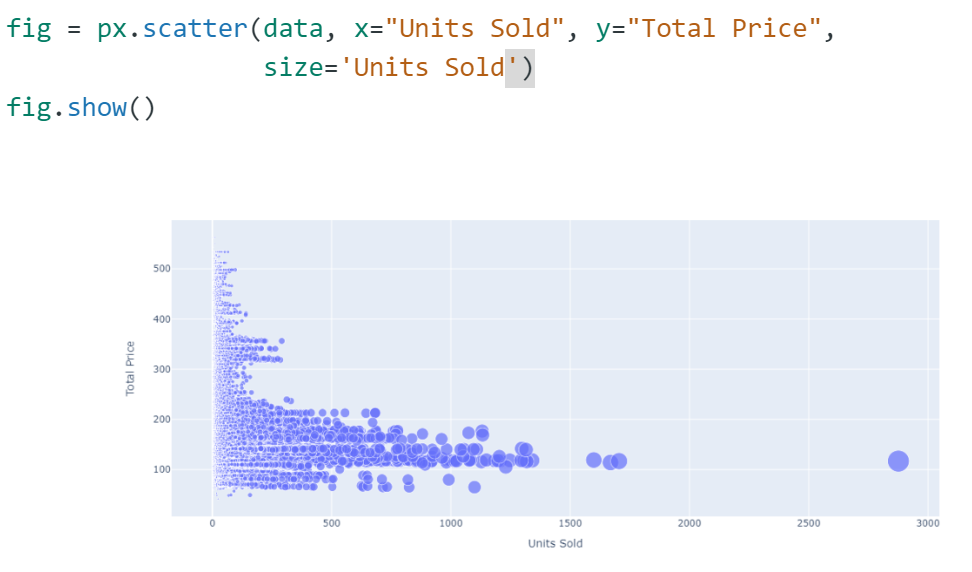 fig = px.scatter(data, x="Units Sold", y="Total Price",
size='Units Sold')
fig.show()
500
400
300
200
100
Total Price
0 500 1000 1500 2000 2500 3000
Units Sold